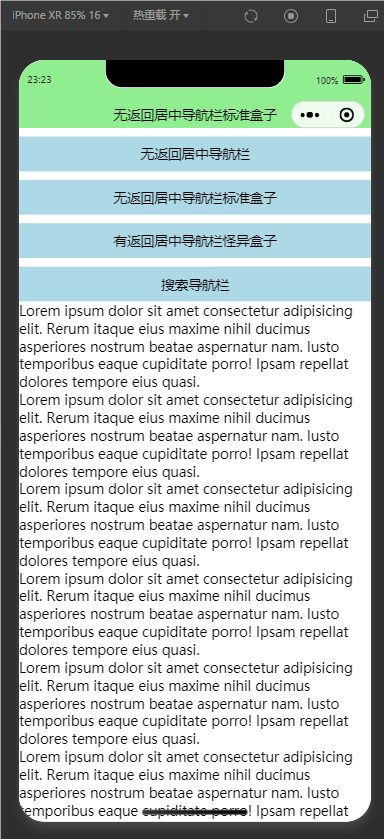 iPhone XR 85% 16
热重载 开
23:23
100%
无返回居中导航栏标准盒子
无返回居中导航栏
无返回居中导航栏标准盒子
有返回居中导航栏怪异盒子
搜索导航栏
Lorem ipsum dolor sit amet consectetur adipisicing
elit. Rerum itaque eius maxime nihil ducimus
asperiores nostrum beatae aspernatur nam. Iusto
temporibus eaque cupiditate porro! Ipsam repellat
dolores tempore eius quasi.
Lorem ipsum dolor sit amet consectetur adipisicing
elit. Rerum itaque eius maxime nihil ducimus
asperiores nostrum beatae aspernatur nam. Iusto
temporibus eaque cupiditate porro! Ipsam repellat
dolores tempore eius quasi.
Lorem ipsum dolor sit amet consectetur adipisicing
elit. Rerum itaque eius maxime nihil ducimus
asperiores nostrum beatae aspernatur nam. Iusto
temporibus eaque cupiditate porro! Ipsam repellat
dolores tempore eius quasi.
Lorem ipsum dolor sit amet consectetur adipisicing
elit. Rerum itaque eius maxime nihil ducimus
asperiores nostrum beatae aspernatur nam. Iusto
temporibus eaque cupiditate porro! Ipsam repellat
dolores tempore eius quasi.
Lorem ipsum dolor sit amet consectetur adipisicing
elit. Rerum itaque eius maxime nihil ducimus
asperiores nostrum beatae aspernatur nam. Iusto
temporibus eaque cupiditate porro! Ipsam repellat
dolores tempore eius quasi.
Lorem ipsum dolor sit amet consectetur adipisicing
elit. Rerum itaque eius maxime nihil ducimus
asperiores nostrum beatae aspernatur nam. Iusto
temporibus eaque cupiditate porro! Ipsam repellat